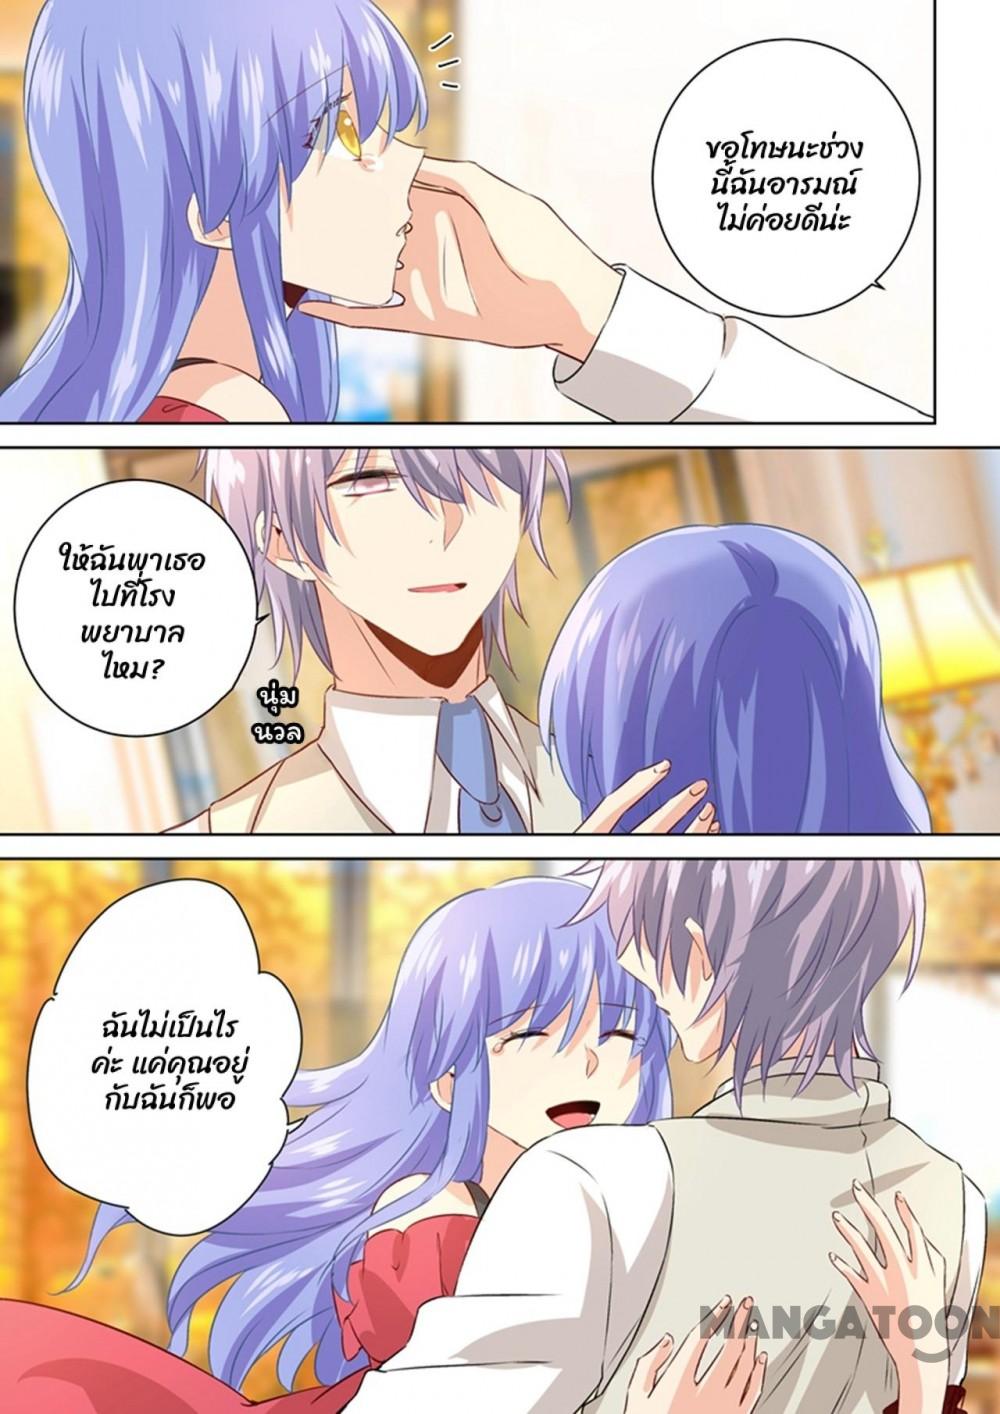 ขอโทษนะช่วง
นี้ฉันอารมณ์
ไม่ค่อยดีน่ะ
ให้ฉันพาเธอ
ไปที่โรง
พยาบาล
ไหม?
นุ่ม
นวล
ฉันไม่เป็นไร
ค่ะ แค่คุณอยู่
กับฉันก็พอ
MANGATOON